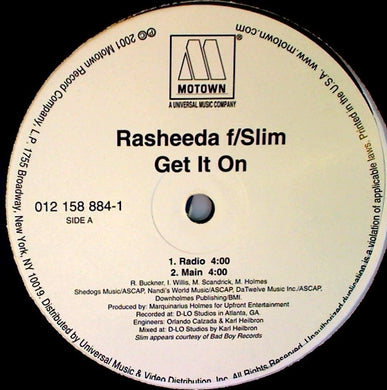 ℗ © 2001 Motown Record Company, L.P. 1755 Broadway, NY, NY 10019. Distributed by Universal Music & Video Distribution, Inc. All Rights Reserved. Unauthorized duplication is a violation of applicable laws. Printed in the U.S.A. www.motown.com.
M
MOTOWN®
A UNIVERSAL MUSIC COMPANY
Rasheeda f/Slim
Get It On
012 158 884-1
SIDE A
1. Radio 4:00
2. Main 4:00
R. Buckner, I. Willis, M. Scandrick, M. Holmes
Shedogs Music/ASCAP, Nandi's World Music/ASCAP, DaTwelve Music Inc./ASCAP,
Downholmes Publishing/BMI.
Produced by: Marquinarius Holmes for Upfront Entertainment
Recorded at: D-LO Studios in Atlanta, GA.
Engineers: Orlando Calzada & Karl Heilbron
Mixed at: D-LO Studios by Karl Heilbron
Slim appears courtesy of Bad Boy Records